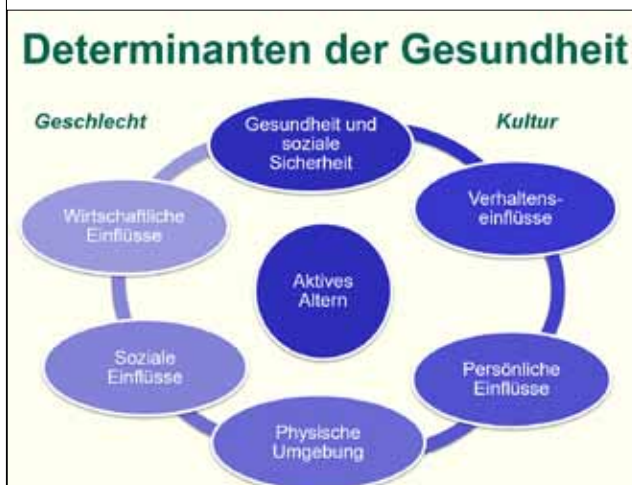 Determinanten der Gesundheit
Geschlecht
Kultur
Gesundheit und
soziale
Sicherheit
Verhaltens-
einflüsse
Persönliche
Einflüsse
Physische
Umgebung
Soziale
Einflüsse
Wirtschaftliche
Einflüsse
Aktives
Altern